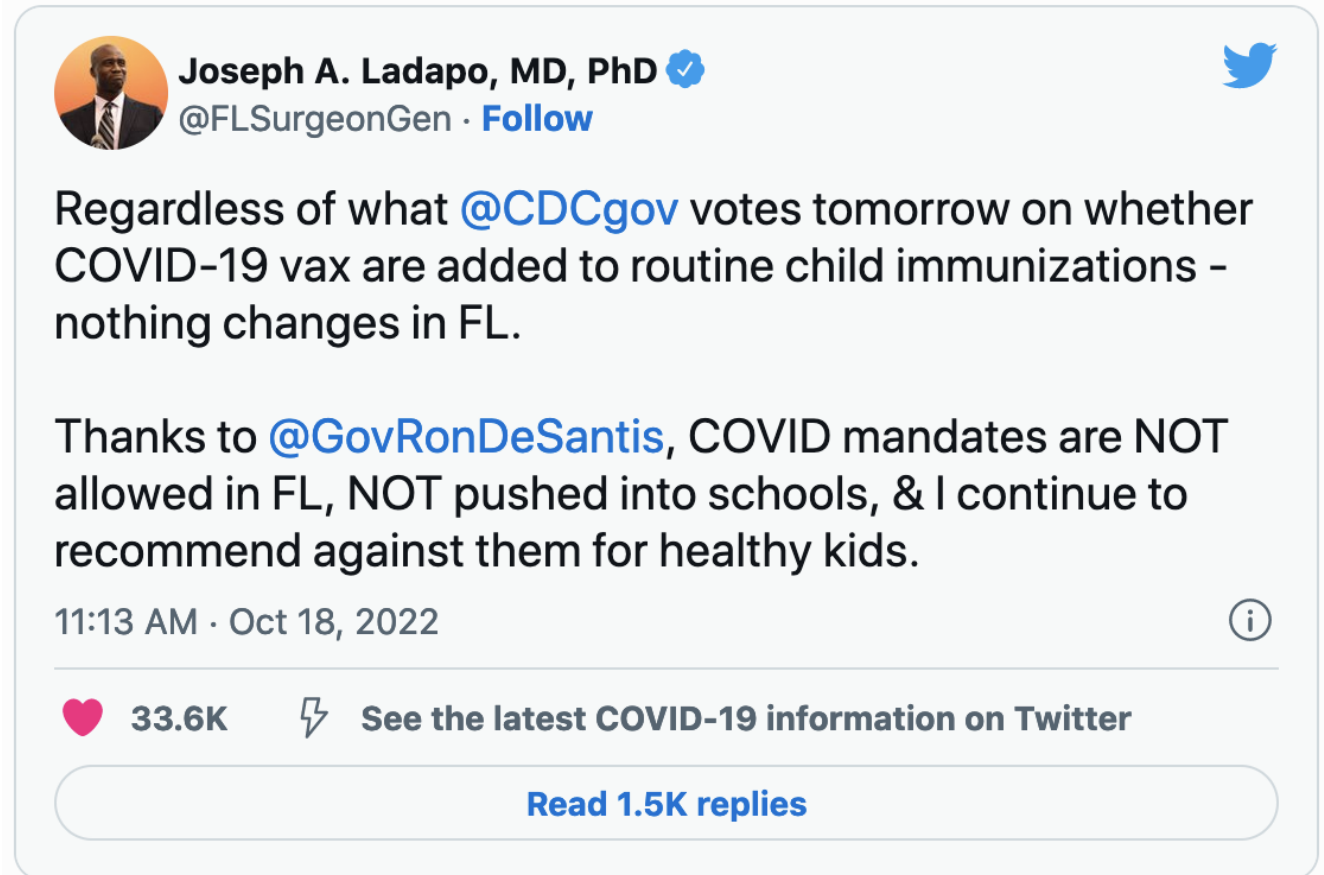 Joseph A. Ladapo, MD, PhD
@FLSurgeonGen · Follow
Regardless of what @CDCgov votes tomorrow on whether
COVID-19 vax are added to routine child immunizations -
nothing changes in FL.
Thanks to @GovRonDeSantis, COVID mandates are NOT
allowed in FL, NOT pushed into schools, & I continue to
recommend against them for healthy kids.
11:13 AM · Oct 18, 2022
33.6K See the latest COVID-19 information on Twitter
Read 1.5K replies